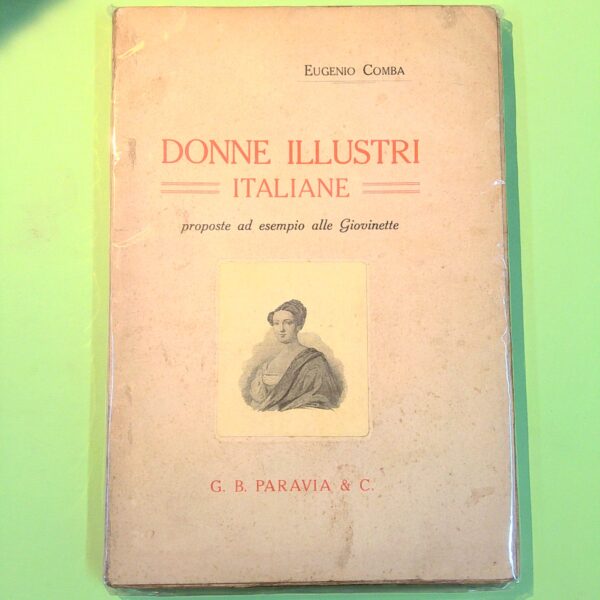 EUGENIO COMBA
DONNE ILLUSTRI
ITALIANE
proposte ad esempio alle Giovinette
G. B. PARAVIA & C.